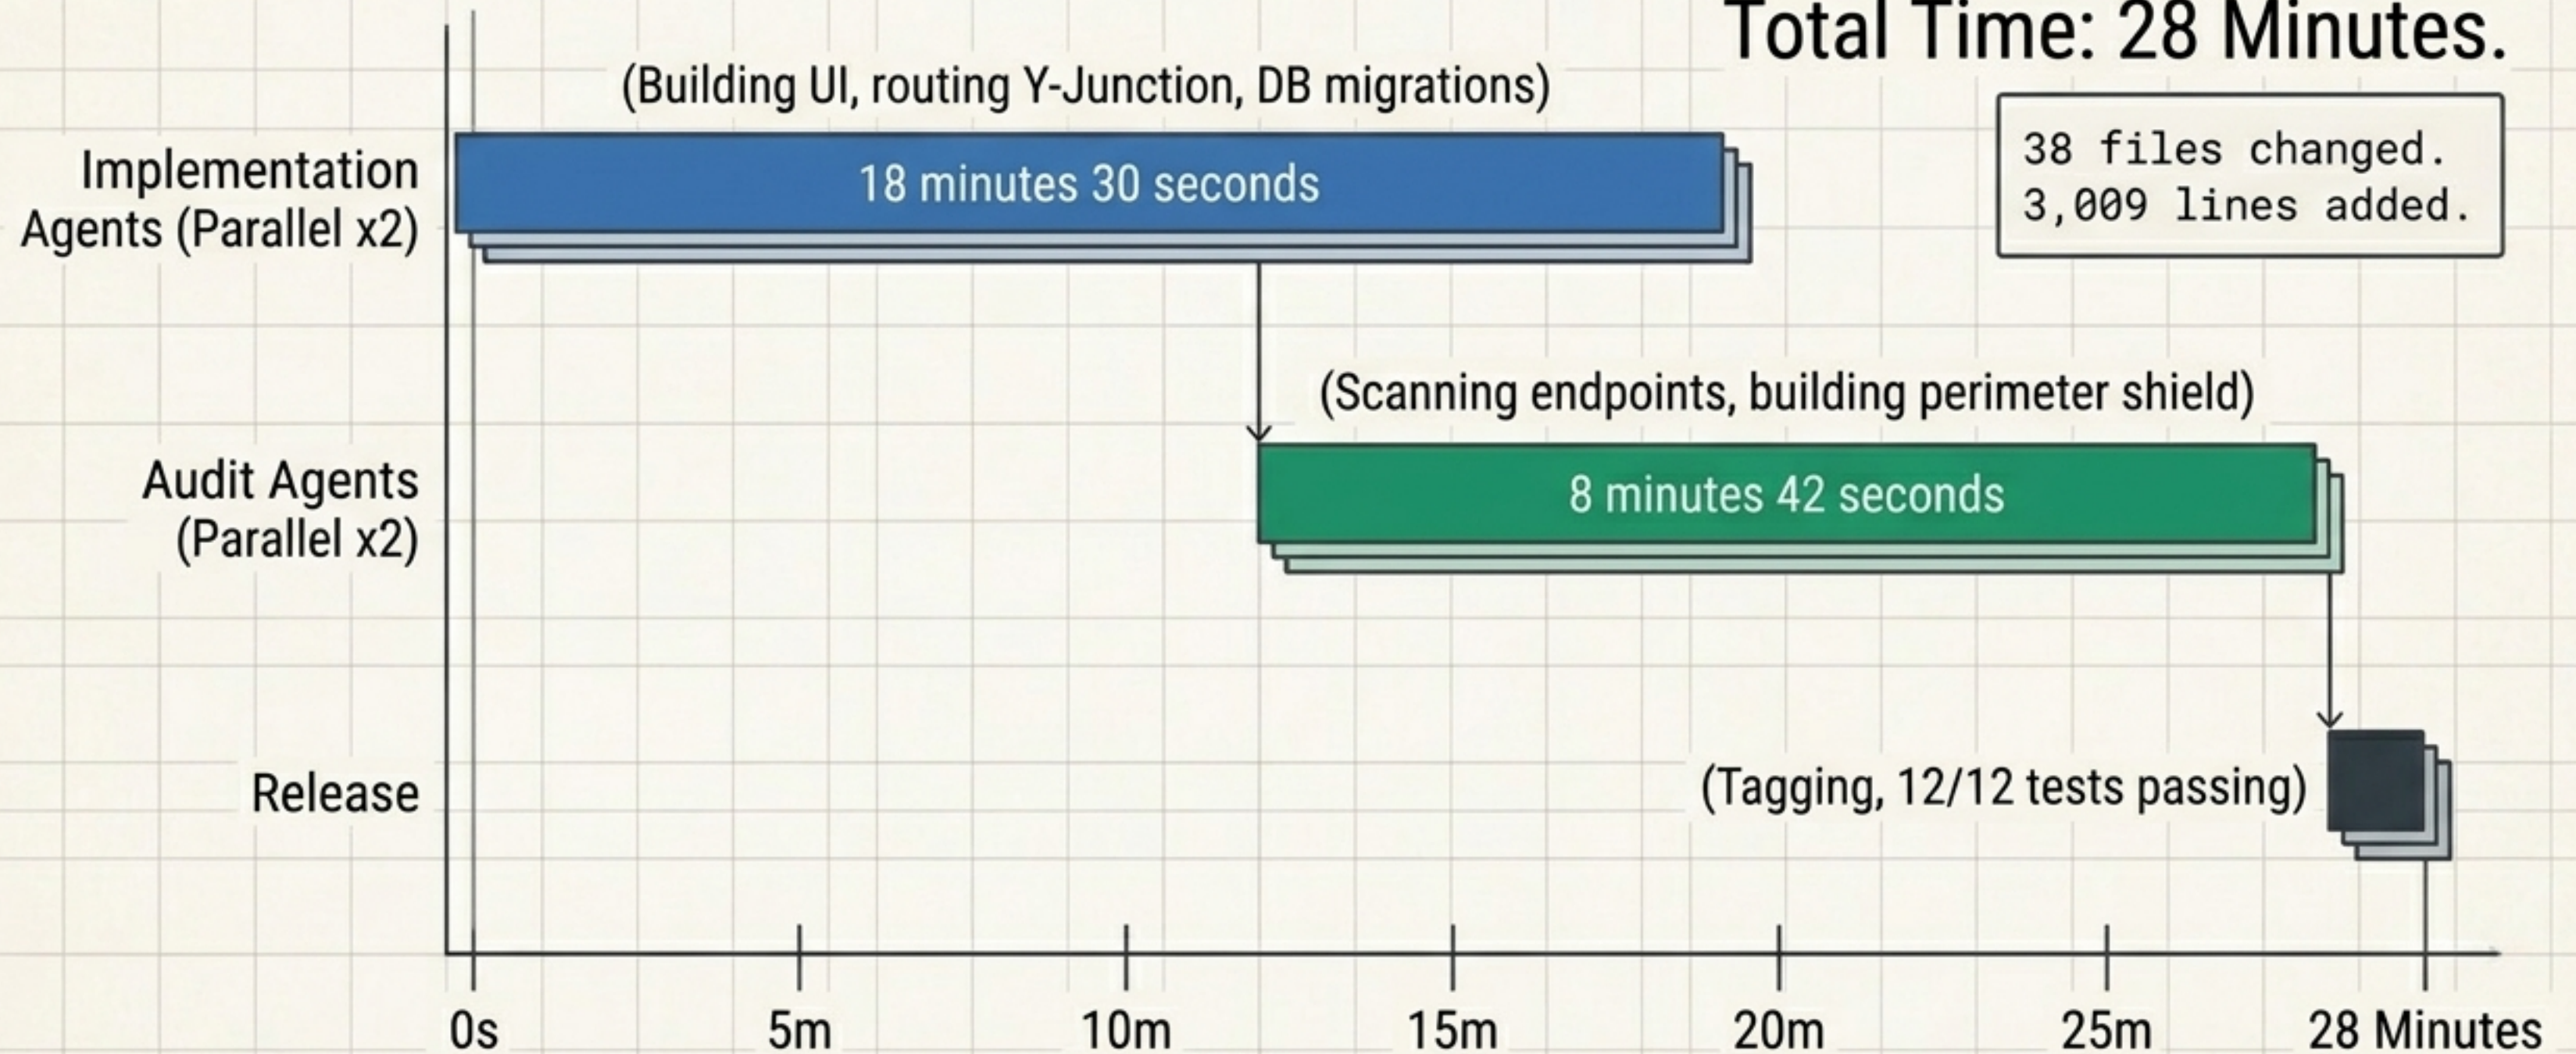 Total Time: 28 Minutes.
38 files changed.
3,009 lines added.
(Building UI, routing Y-Junction, DB migrations)
Implementation
Agents (Parallel x2)
18 minutes 30 seconds
(Scanning endpoints, building perimeter shield)
Audit Agents
(Parallel x2)
8 minutes 42 seconds
Release
(Tagging, 12/12 tests passing)
0s
5m
10m
15m
20m
25m
28 Minutes